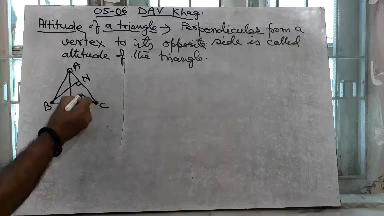 05-06 DAV Khag.
Altitude of a triangle → Perpendicular from a
vertex to its opposite side is called
altitude of the triangle.
A
N
B
C